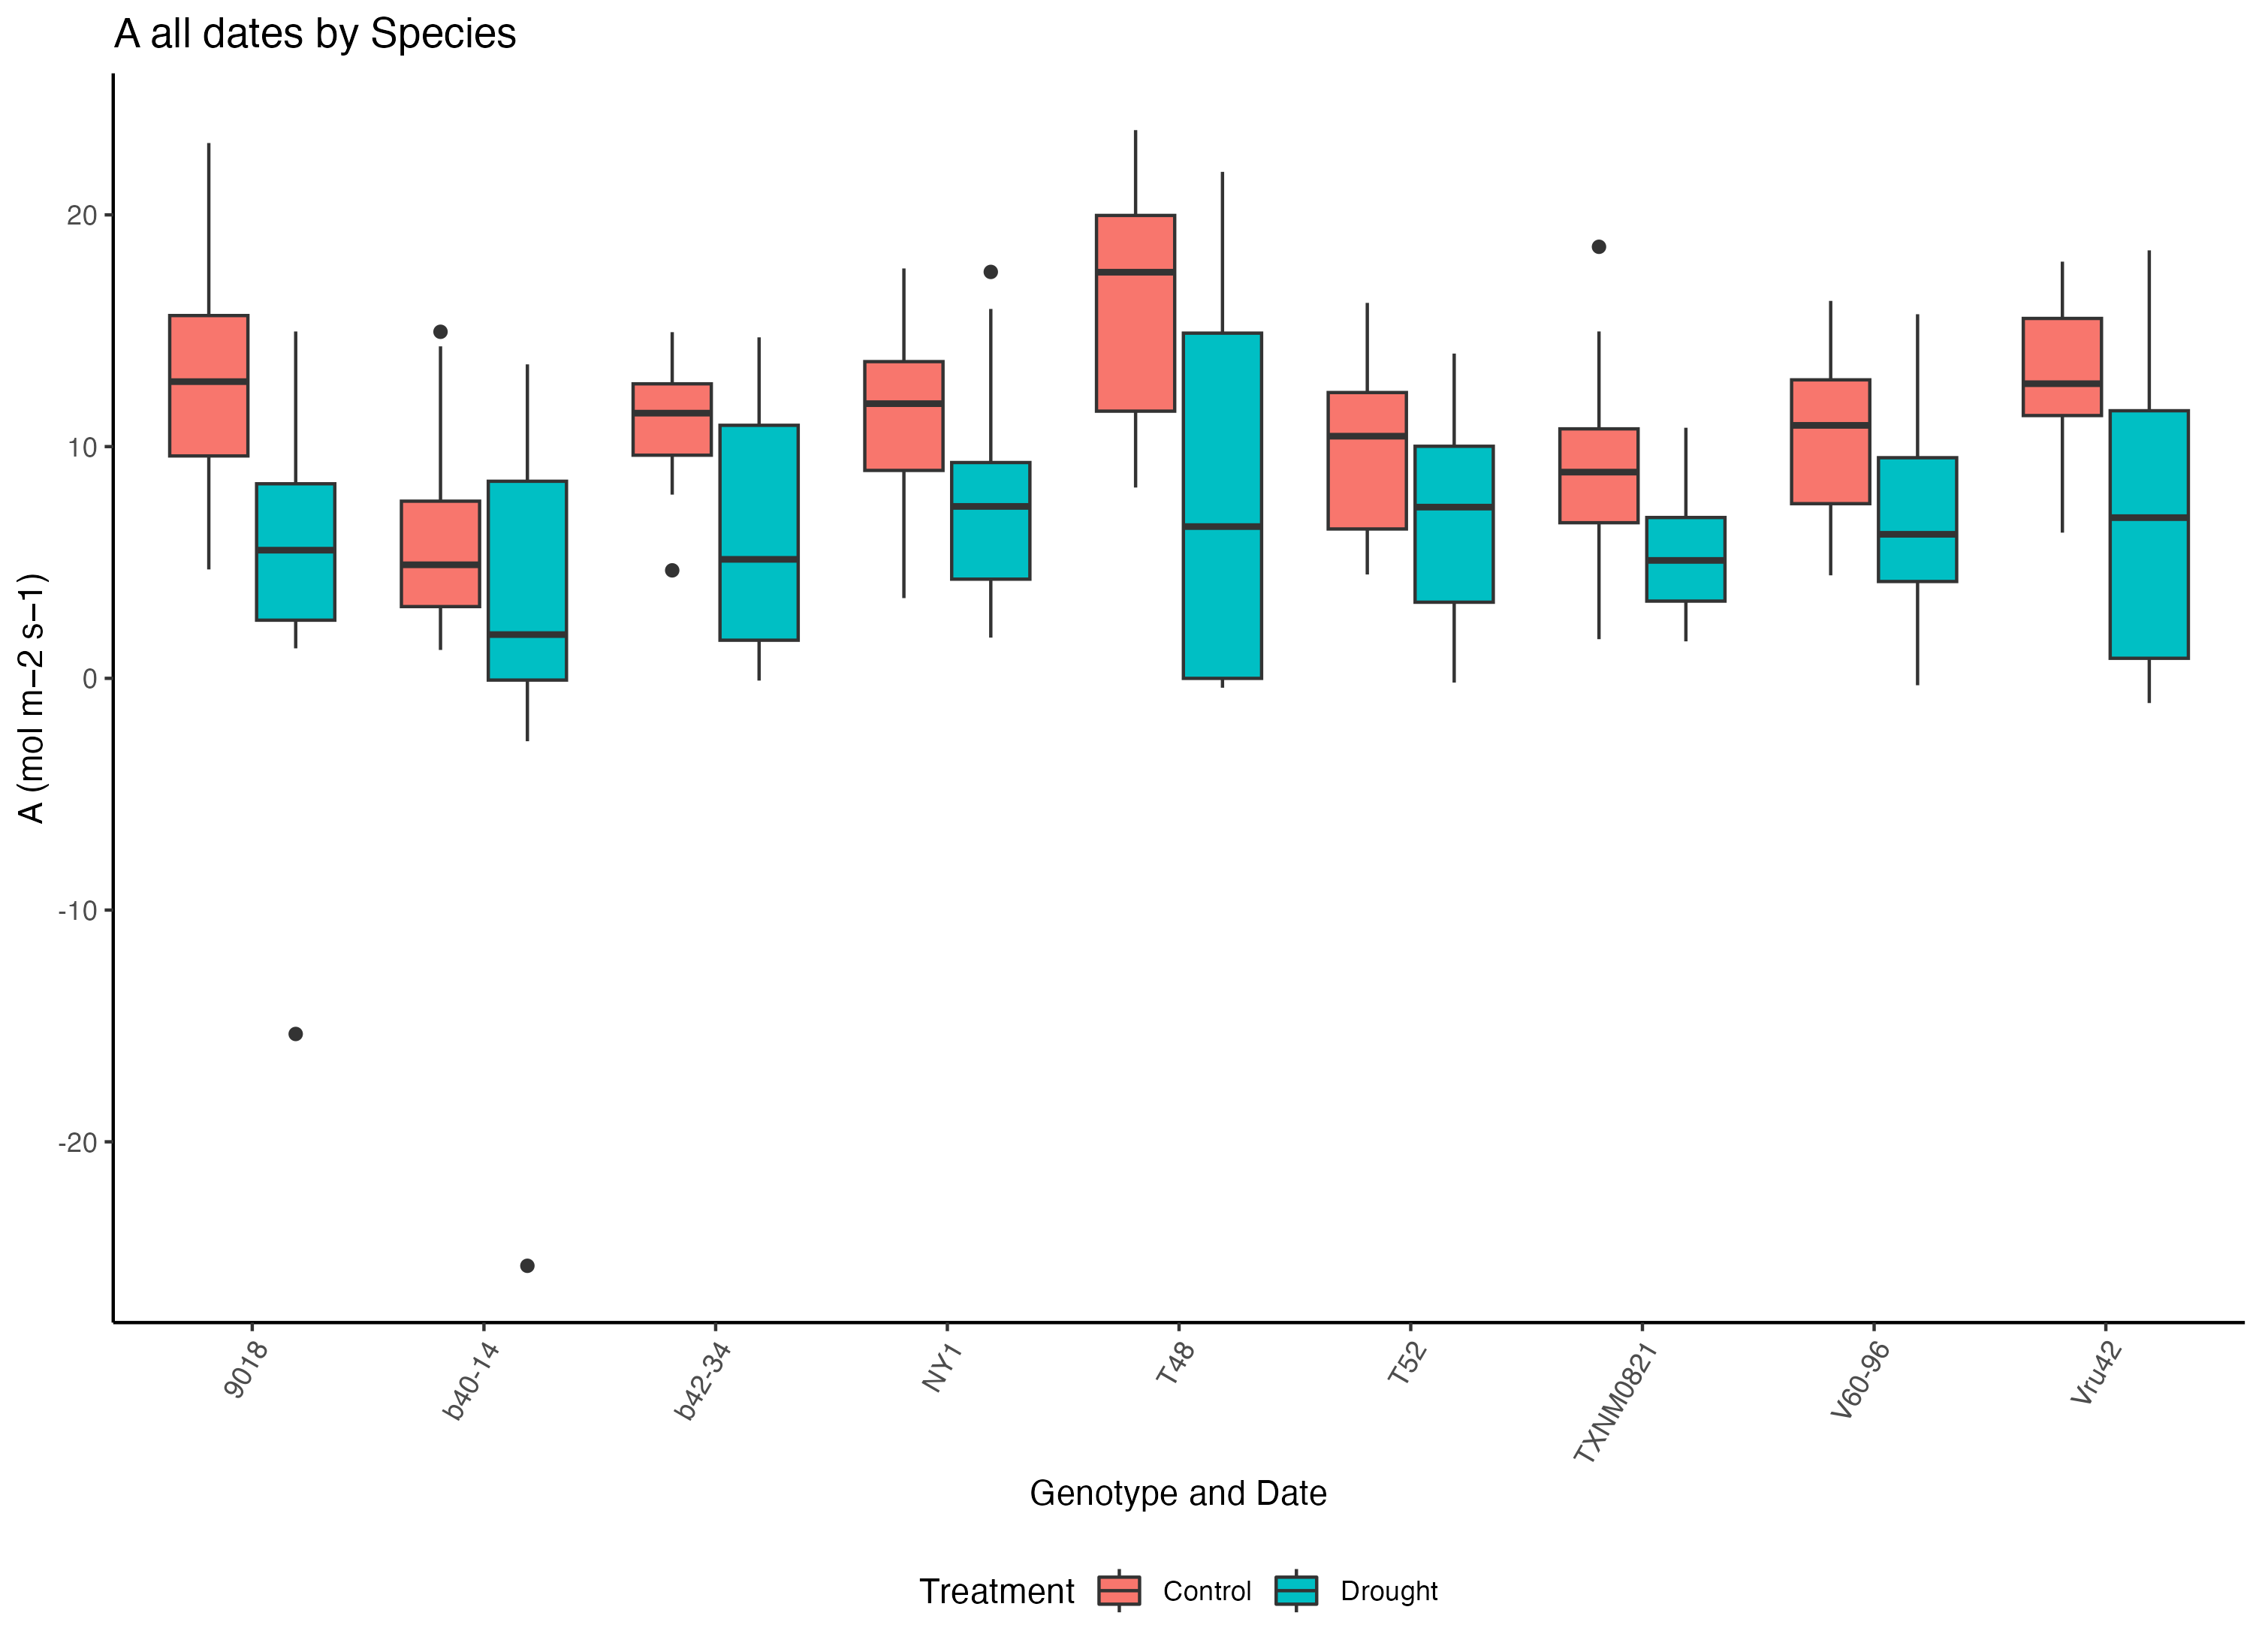 A all dates by Species
A (mol m−2 s−1)
20
10
0
-10
-20
9018
b40-14
b42-34
NY1
T48
T52
TXNM0821
V60-96
Vru42
Genotype and Date
Treatment
Control
Drought